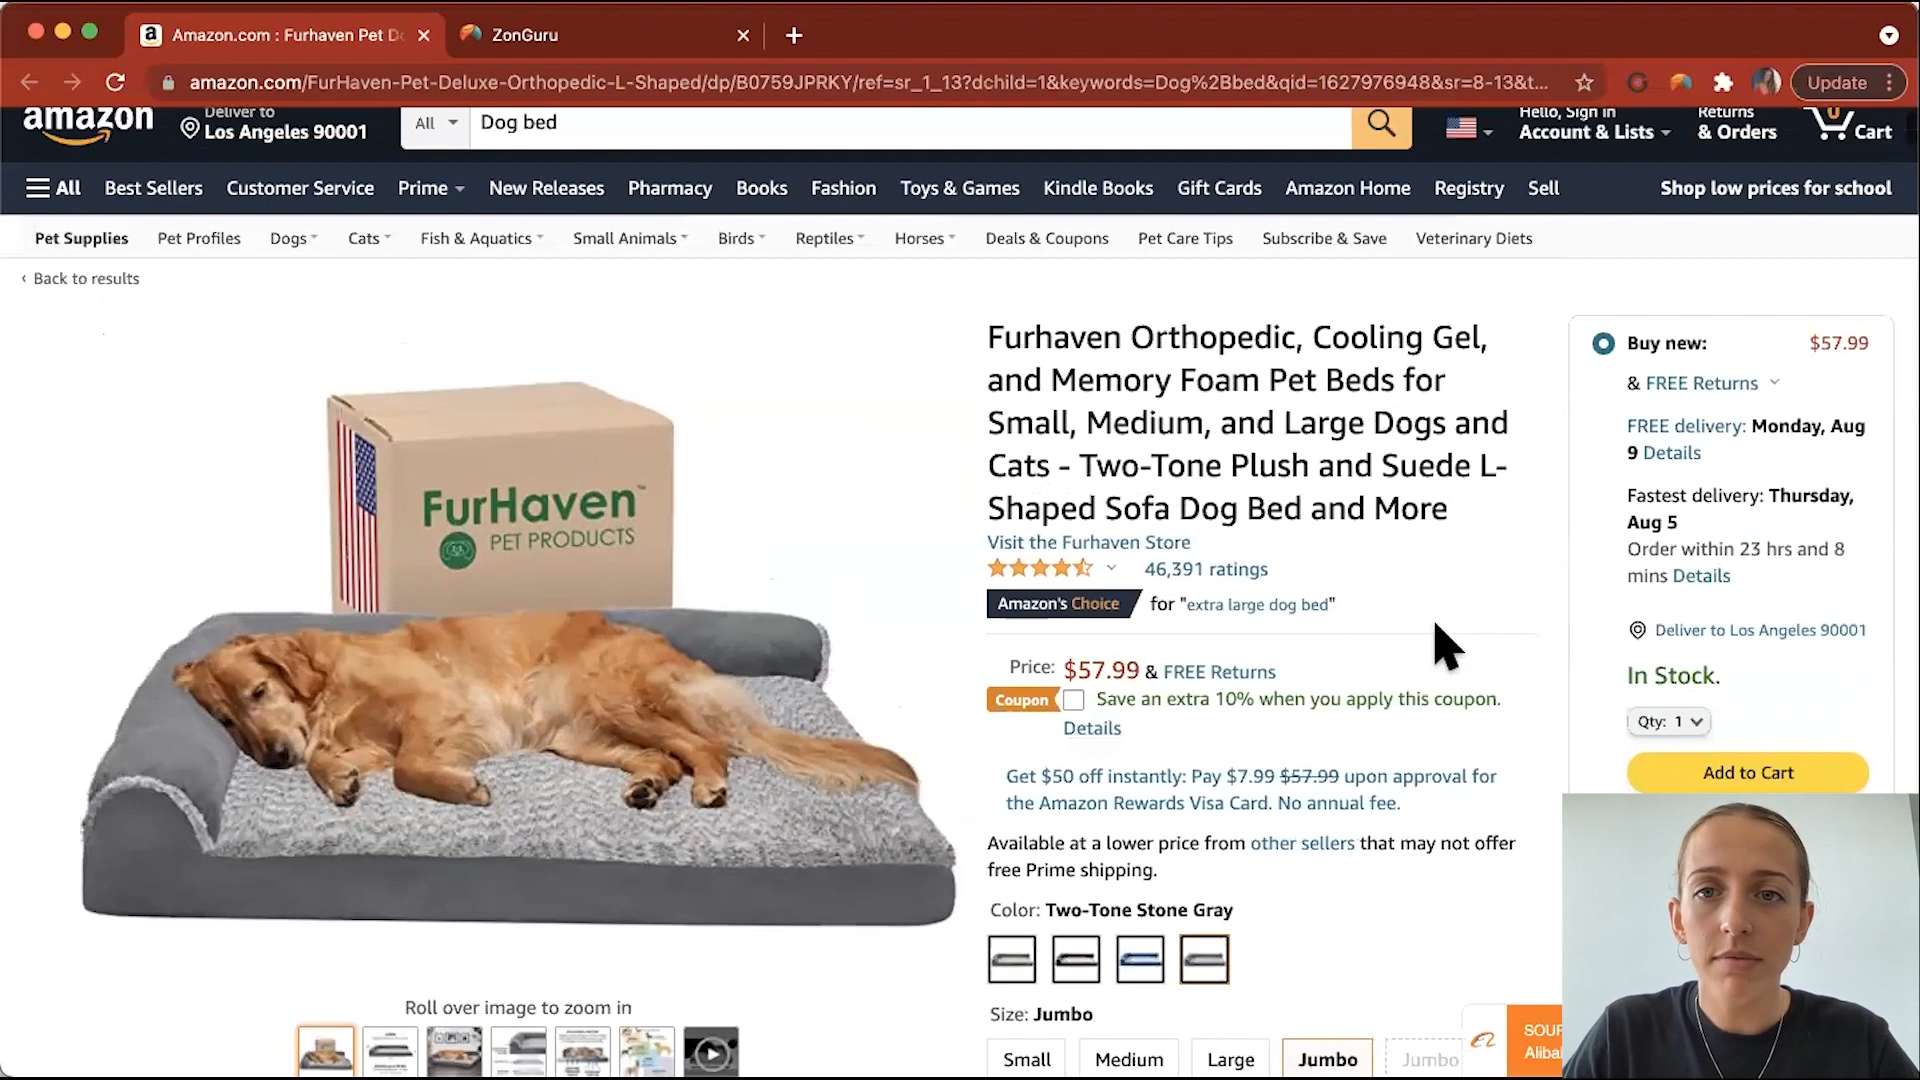 Amazon.com : Furhaven Pet Do
ZonGuru
amazon.com/FurHaven-Pet-Deluxe-Orthopedic-L-Shaped/dp/B0759JPRKY/ref=sr_1_13?dchild=1&keywords=Dog%2Bbed&qid=1627976948&sr=8-13&t...
Update
amazon
Deliver to
Los Angeles 90001
All
Dog bed
Hello, Sign in
Account & Lists
Returns
& Orders
0
Cart
All
Best Sellers
Customer Service
Prime
New Releases
Pharmacy
Books
Fashion
Toys & Games
Kindle Books
Gift Cards
Amazon Home
Registry
Sell
Shop low prices for school
Pet Supplies
Pet Profiles
Dogs
Cats
Fish & Aquatics
Small Animals
Birds
Reptiles
Horses
Deals & Coupons
Pet Care Tips
Subscribe & Save
Veterinary Diets
‹ Back to results
FurHaven™
PET PRODUCTS
Roll over image to zoom in
Furhaven Orthopedic, Cooling Gel,
and Memory Foam Pet Beds for
Small, Medium, and Large Dogs and
Cats - Two-Tone Plush and Suede L-
Shaped Sofa Dog Bed and More
Visit the Furhaven Store
46,391 ratings
Amazon's Choice for "extra large dog bed"
Price: $57.99 & FREE Returns
Coupon Save an extra 10% when you apply this coupon.
Details
Get $50 off instantly: Pay $7.99 $57.99 upon approval for
the Amazon Rewards Visa Card. No annual fee.
Available at a lower price from other sellers that may not offer
free Prime shipping.
Color: Two-Tone Stone Gray
Size: Jumbo
Small
Medium
Large
Jumbo
Jumbo
SOUR
Alibal
Buy new: $57.99
& FREE Returns
FREE delivery: Monday, Aug
9 Details
Fastest delivery: Thursday,
Aug 5
Order within 23 hrs and 8
mins Details
Deliver to Los Angeles 90001
In Stock.
Qty: 1
Add to Cart